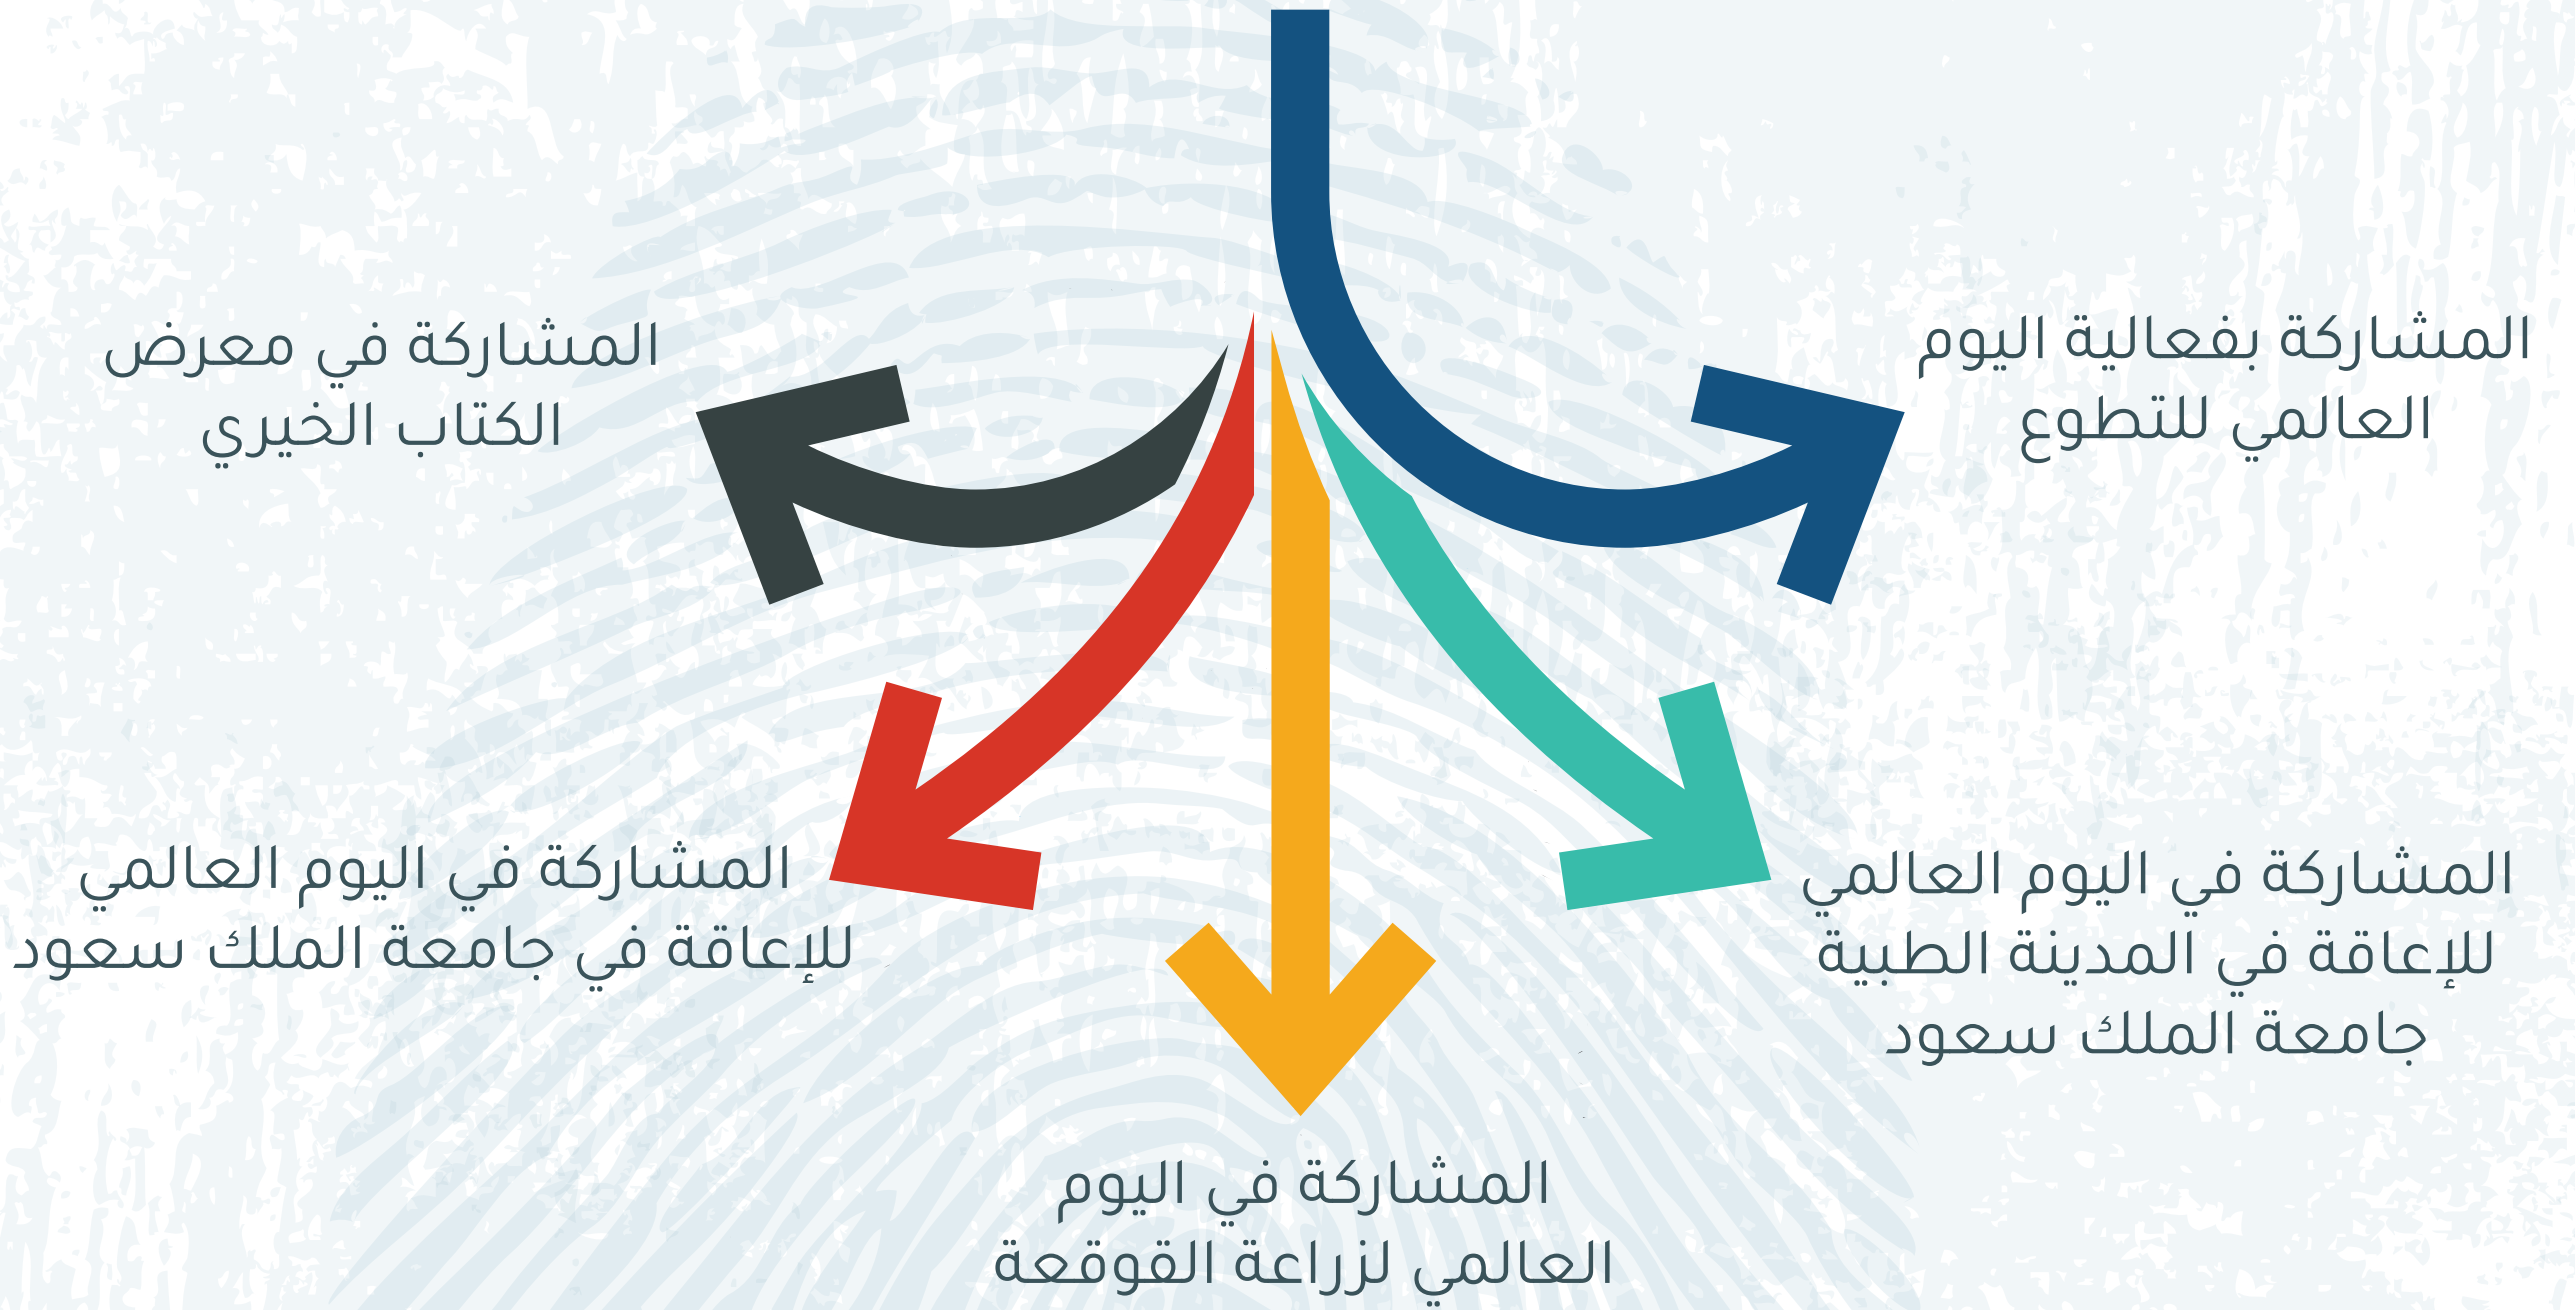 المشاركة بفعالية اليوم
العالمي للتطوع
المشاركة في معرض
الكتاب الخيري
المشاركة في اليوم العالمي
للإعاقة في المدينة الطبية
جامعة الملك سعود
المشاركة في اليوم العالمي
للإعاقة في جامعة الملك سعود
المشاركة في اليوم
العالمي لزراعة القوقعة